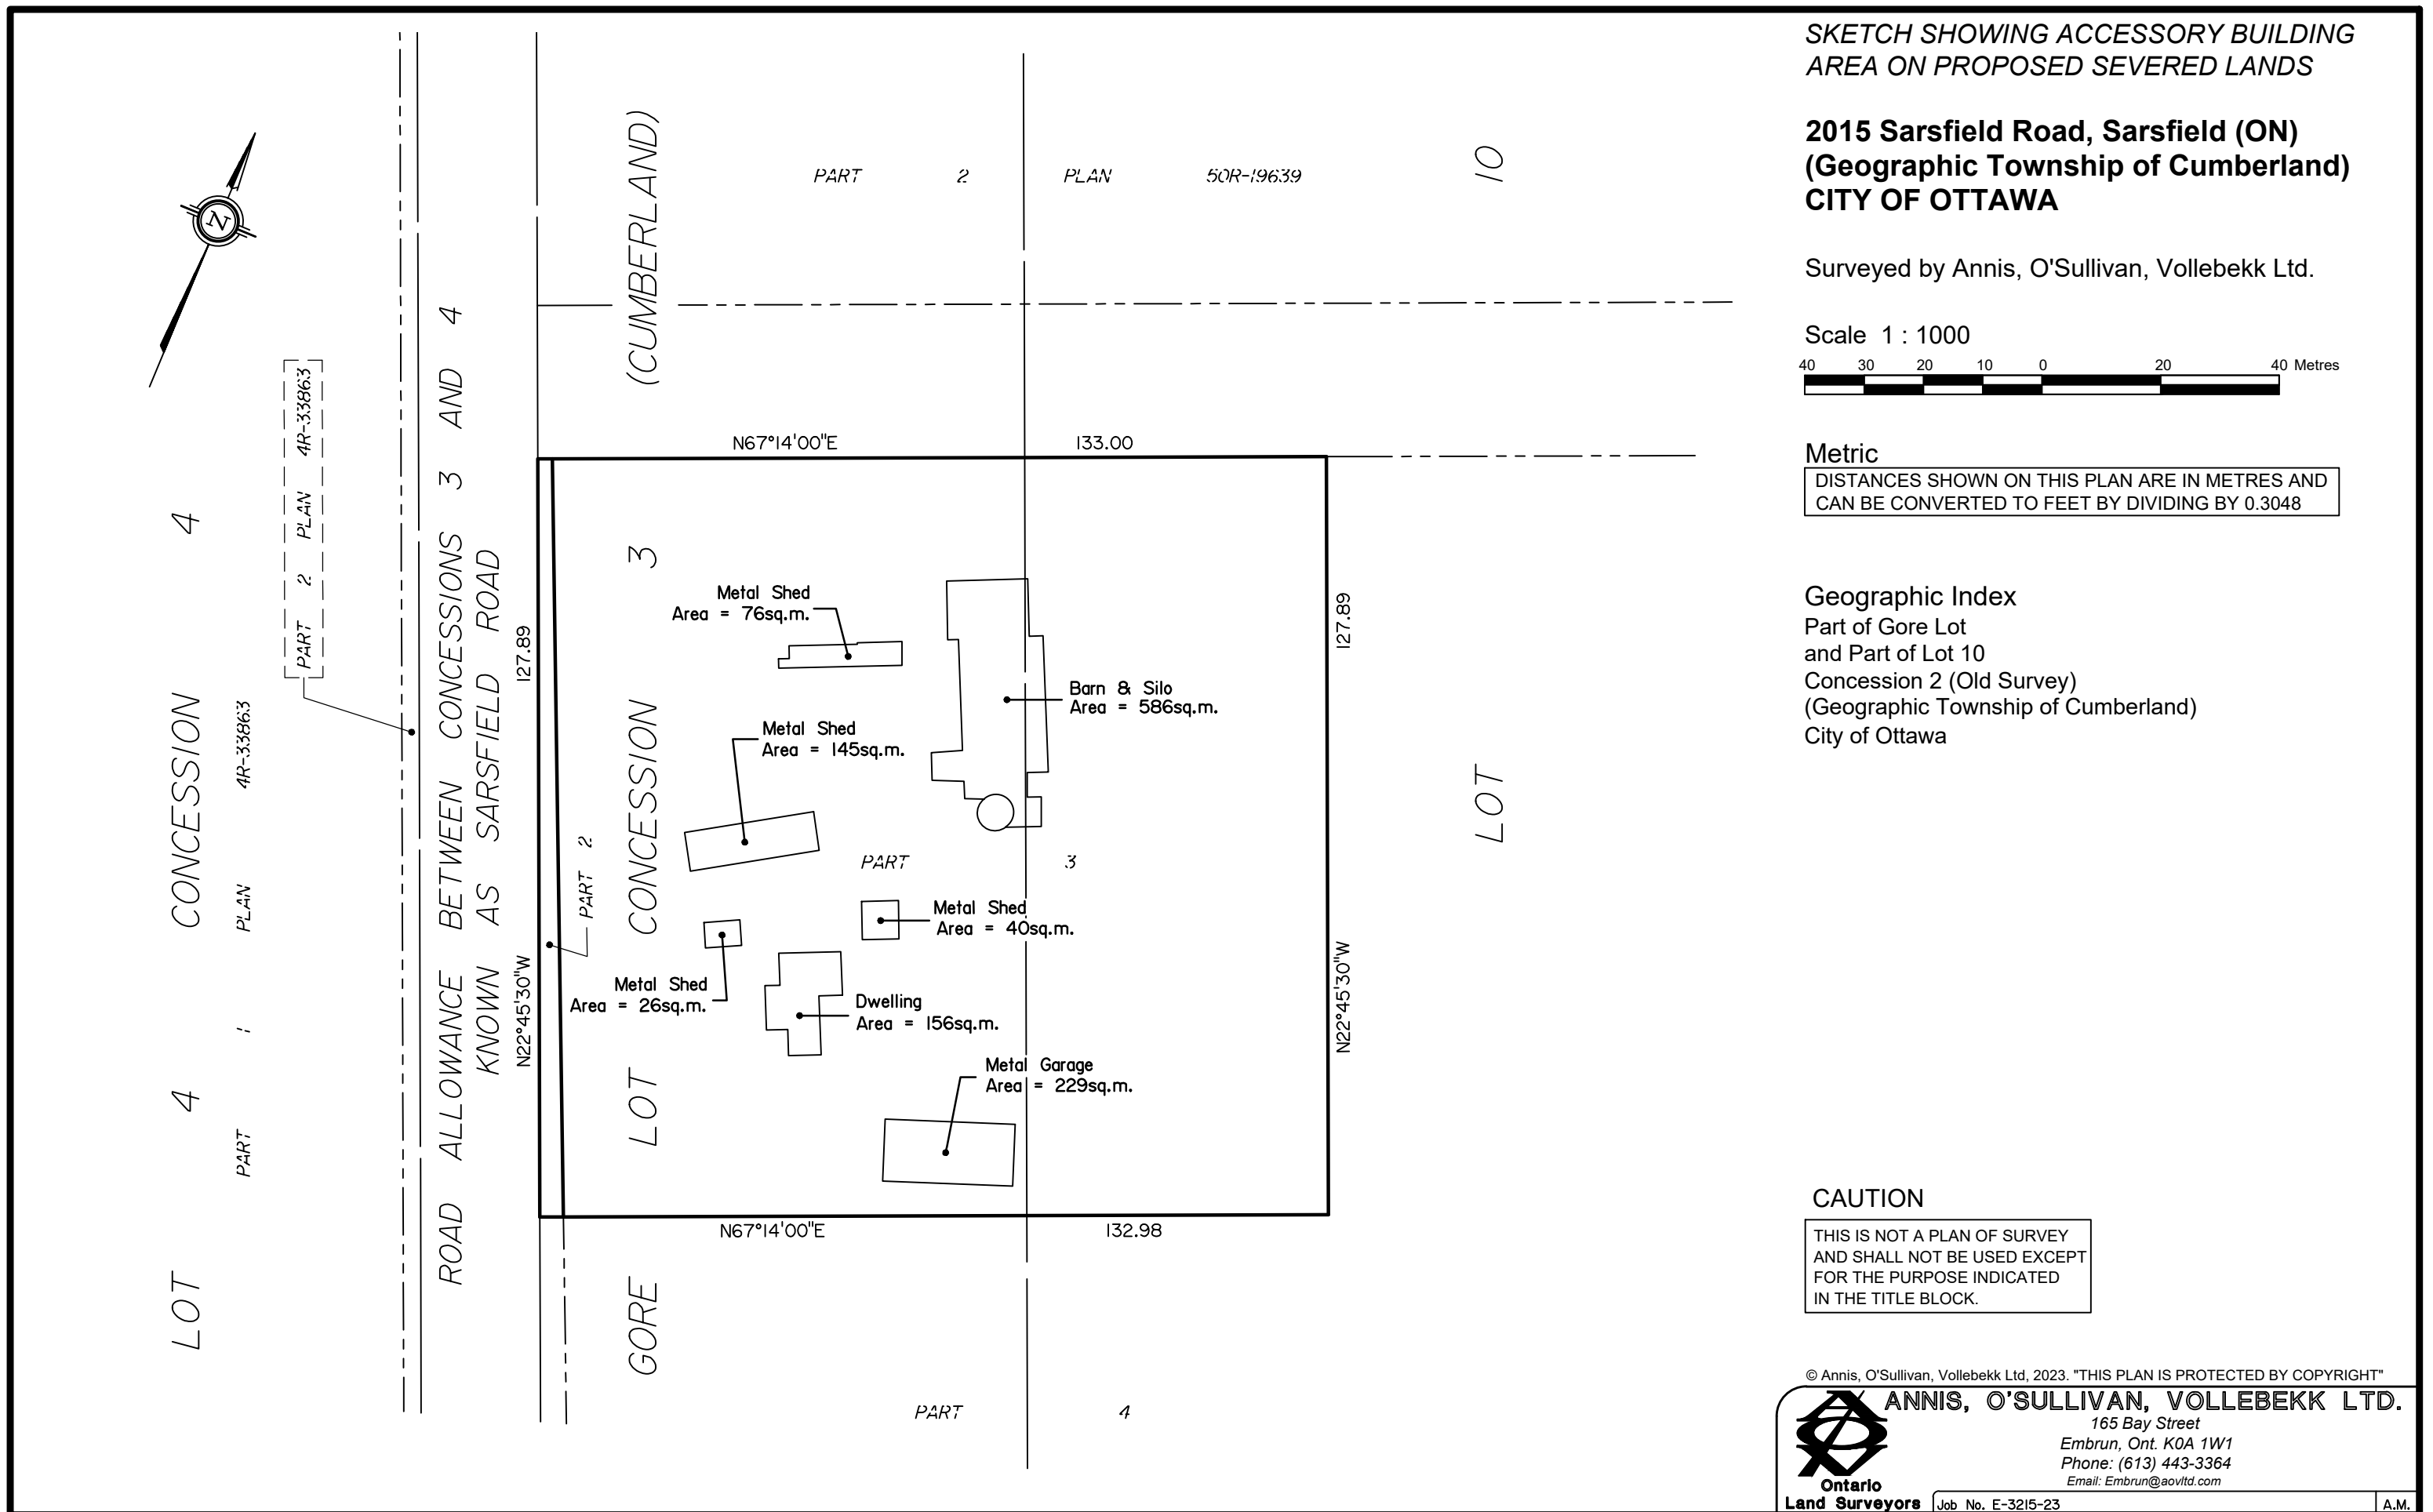 SKETCH SHOWING ACCESSORY BUILDING
AREA ON PROPOSED SEVERED LANDS
2015 Sarsfield Road, Sarsfield (ON)
(Geographic Township of Cumberland)
CITY OF OTTAWA
Surveyed by Annis, O'Sullivan, Vollebekk Ltd.
Scale 1 : 1000
40 30 20 10 0 20 40 Metres
Metric
DISTANCES SHOWN ON THIS PLAN ARE IN METRES AND
CAN BE CONVERTED TO FEET BY DIVIDING BY 0.3048
Geographic Index
Part of Gore Lot
and Part of Lot 10
Concession 2 (Old Survey)
(Geographic Township of Cumberland)
City of Ottawa
CAUTION
THIS IS NOT A PLAN OF SURVEY
AND SHALL NOT BE USED EXCEPT
FOR THE PURPOSE INDICATED
IN THE TITLE BLOCK.
© Annis, O'Sullivan, Vollebekk Ltd, 2023. "THIS PLAN IS PROTECTED BY COPYRIGHT"
ANNIS, O'SULLIVAN, VOLLEBEKK LTD.
165 Bay Street
Embrun, Ont. K0A 1W1
Phone: (613) 443-3364
Email: Embrun@aovltd.com
Ontario
Land Surveyors
Job No. E-3215-23
A.M.
N
LOT 4 CONCESSION 4
PART 1 PLAN 4R-33863
PART 2 PLAN 4R-33863
ROAD ALLOWANCE BETWEEN CONCESSIONS 3 AND 4
KNOWN AS SARSFIELD ROAD
N22°45'30"W 127.89
PART 2
GORE LOT CONCESSION 3 (CUMBERLAND)
PART 2 PLAN 50R-19639
LOT 10
N67°14'00"E 133.00
Metal Shed
Area = 76sq.m.
Barn & Silo
Area = 586sq.m.
Metal Shed
Area = 145sq.m.
PART 3
Metal Shed
Area = 40sq.m.
Metal Shed
Area = 26sq.m.
Dwelling
Area = 156sq.m.
Metal Garage
Area = 229sq.m.
N22°45'30"W 127.89
N67°14'00"E 132.98
PART 4